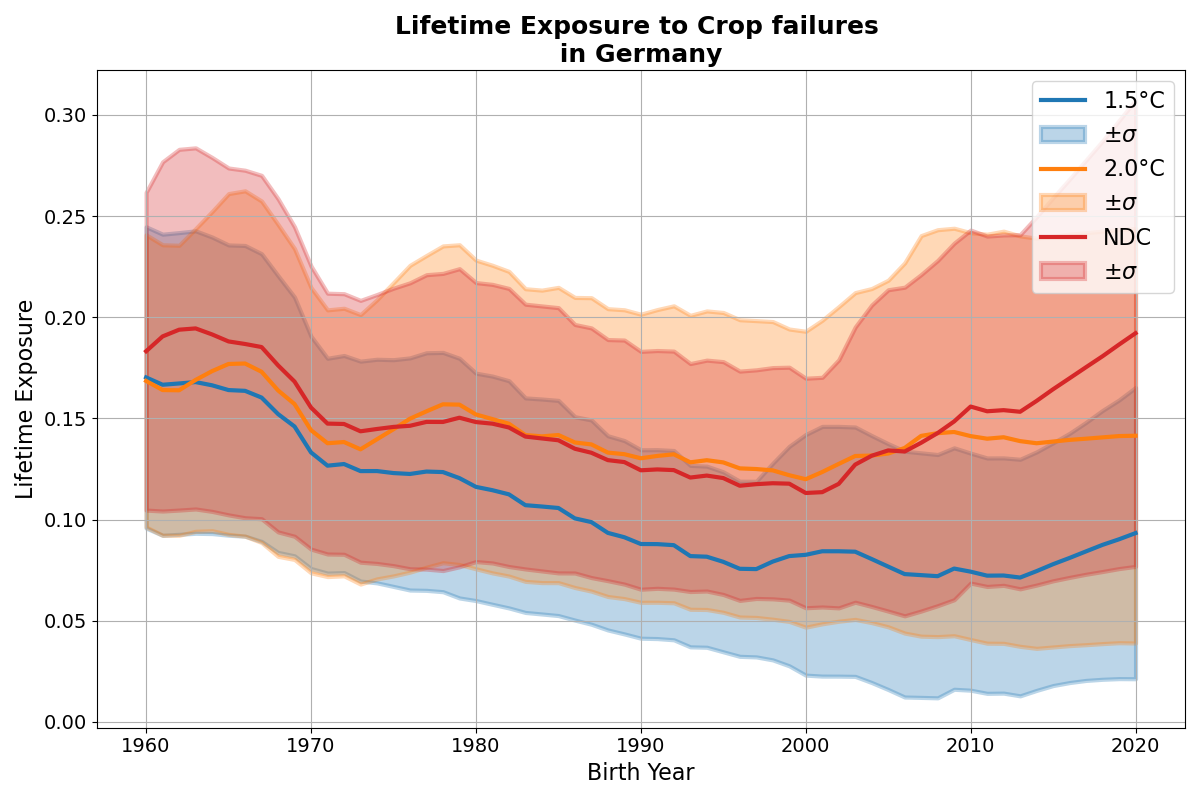 Lifetime Exposure to Crop failures
in Germany
Lifetime Exposure
0.30
0.25
0.20
0.15
0.10
0.05
0.00
1960
1970
1980
1990
2000
2010
2020
Birth Year
1.5°C
±σ
2.0°C
±σ
NDC
±σ